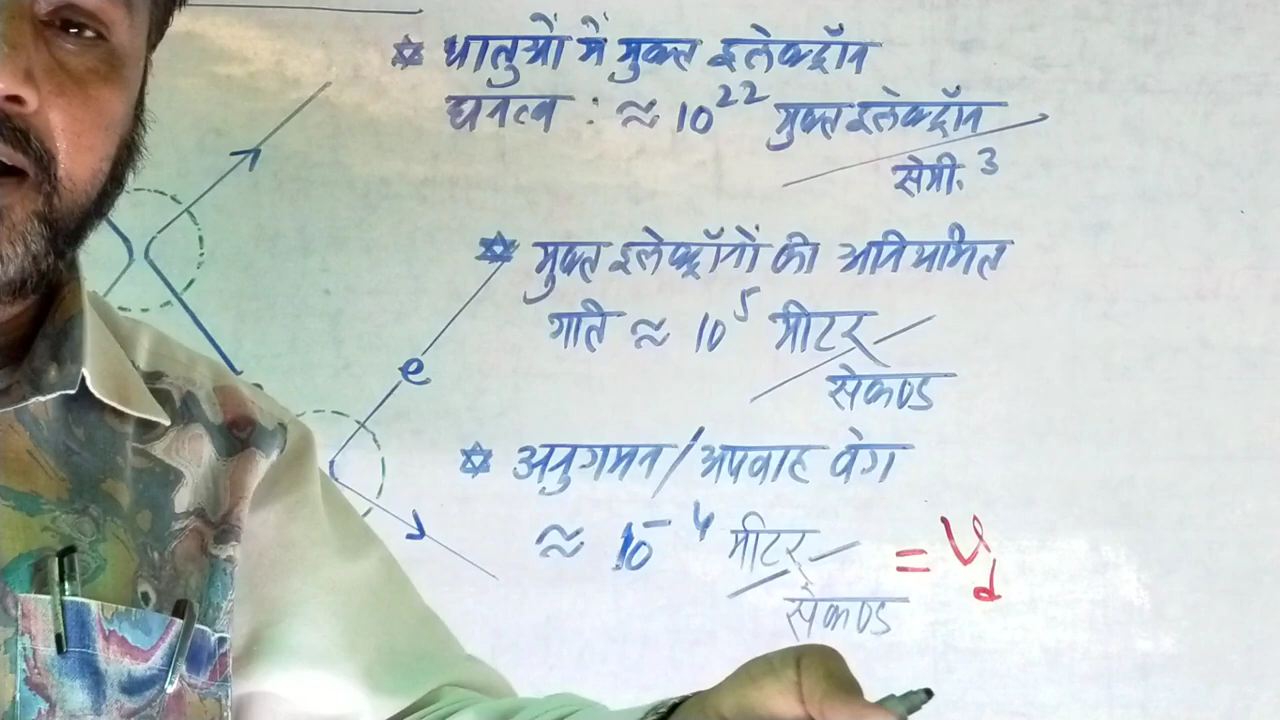 ✡ धातुओं में मुक्त इलेक्ट्रॉन
घनत्व : ≈ 10²² मुक्त इलेक्ट्रॉन / सेमी.³
✡ मुक्त इलेक्ट्रॉनों की अनियमित
गति ≈ 10⁵ मीटर / सेकण्ड
e
✡ अनुगमन/अपवाह वेग
≈ 10⁻⁴ मीटर / सेकण्ड = v_d